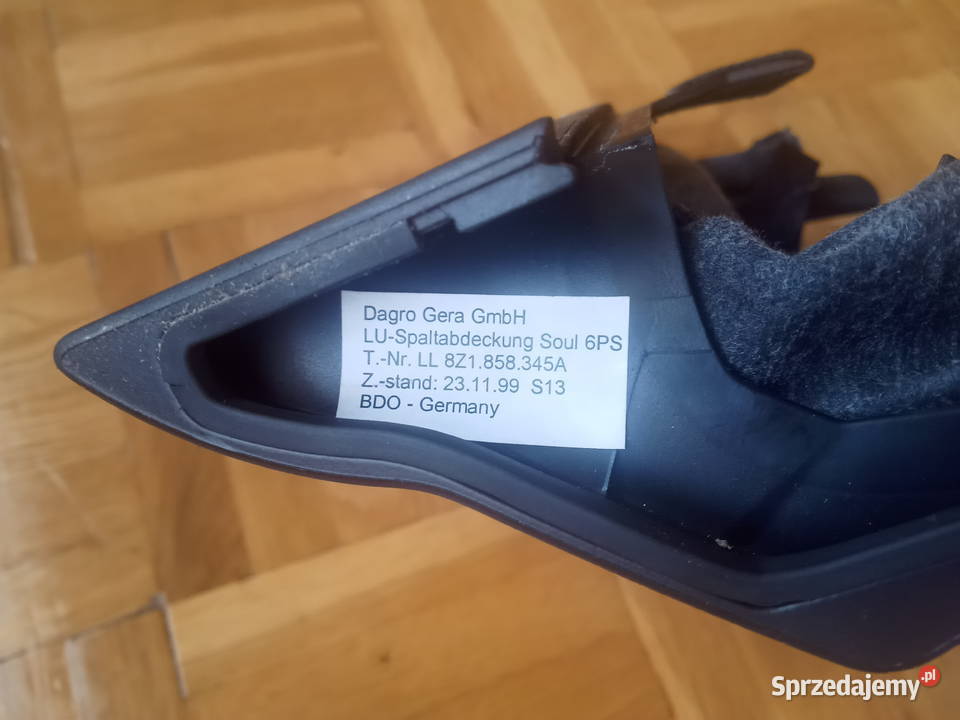 Dagro Gera GmbH
LU-Spaltabdeckung Soul 6PS
T.-Nr. LL 8Z1.858.345A
Z.-stand: 23.11.99 S13
BDO - Germany
Sprzedajemy.pl